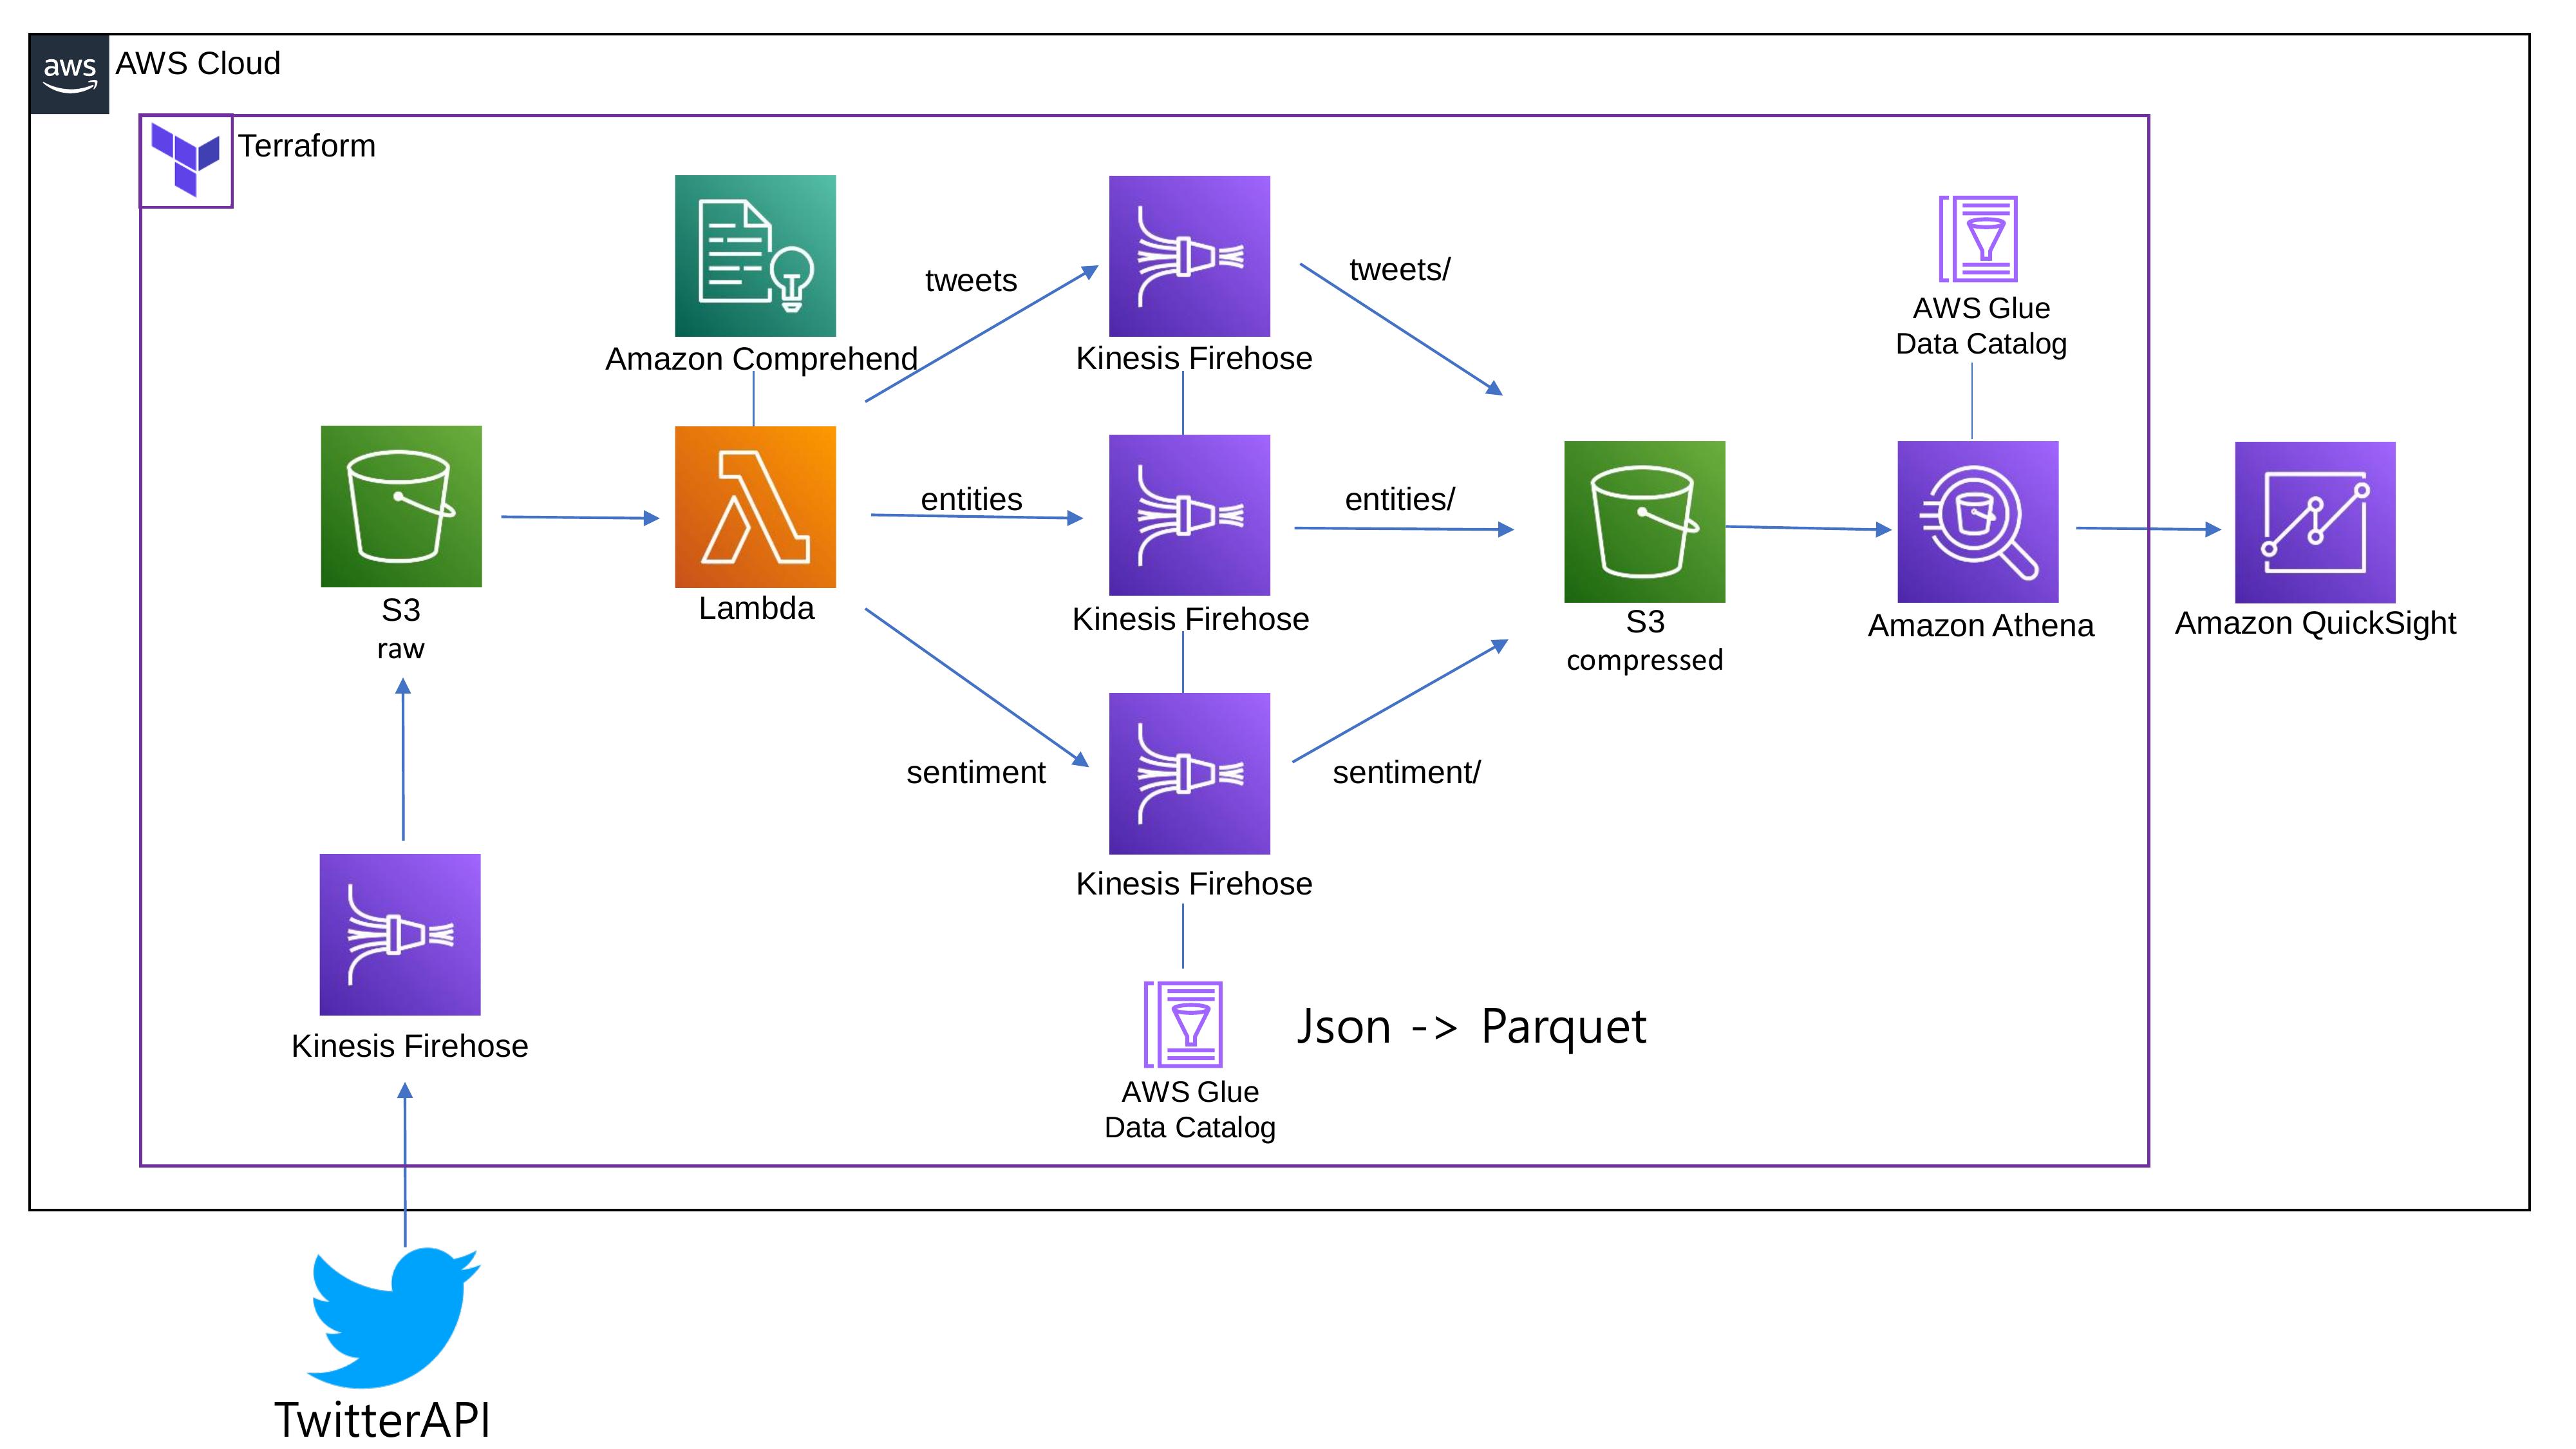 aws
AWS Cloud
Terraform
Amazon Comprehend
tweets
Kinesis Firehose
tweets/
AWS Glue
Data Catalog
S3
raw
Lambda
entities
Kinesis Firehose
entities/
S3
compressed
Amazon Athena
Amazon QuickSight
sentiment
Kinesis Firehose
sentiment/
Kinesis Firehose
AWS Glue
Data Catalog
Json -> Parquet
TwitterAPI